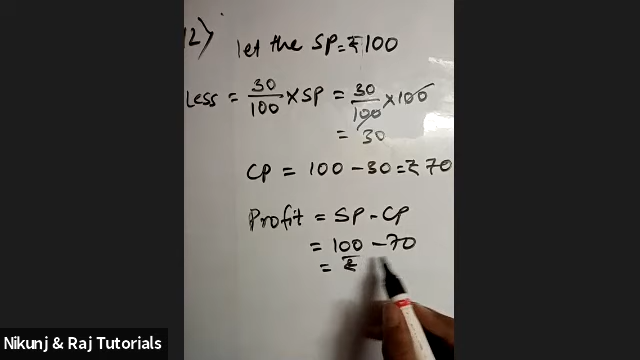 12)
let the SP = ₹100
Less = 30/100 × SP = 30/100 × 100
= 30
CP = 100 - 30 = ₹70
Profit = SP - CP
= 100 - 70
= ₹
Nikunj & Raj Tutorials